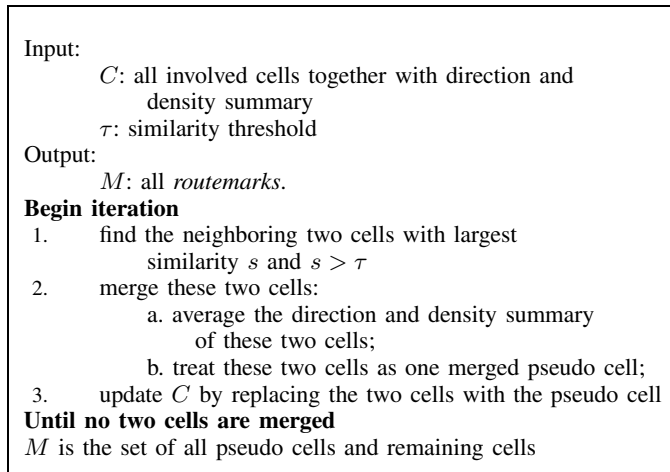 Input:
C: all involved cells together with direction and
density summary
τ: similarity threshold
Output:
M: all routemarks.
Begin iteration
1. find the neighboring two cells with largest
similarity s and s > τ
2. merge these two cells:
a. average the direction and density summary
of these two cells;
b. treat these two cells as one merged pseudo cell;
3. update C by replacing the two cells with the pseudo cell
Until no two cells are merged
M is the set of all pseudo cells and remaining cells